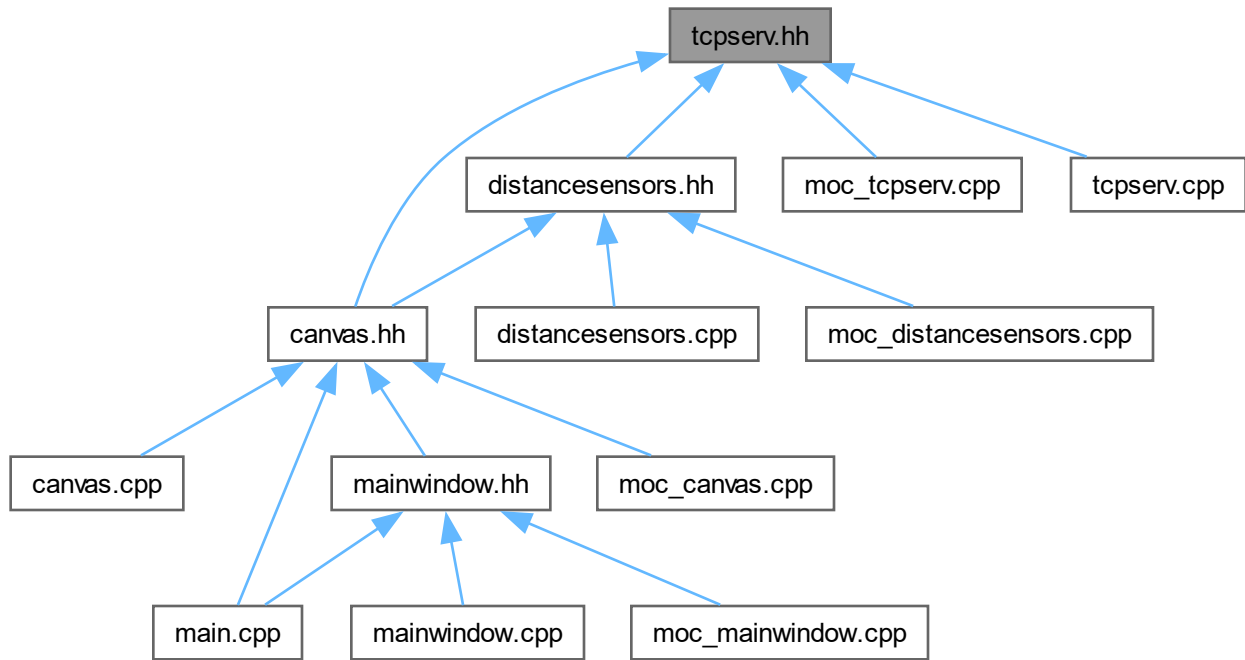 tcpserv.hh
distancesensors.hh
moc_tcpserv.cpp
tcpserv.cpp
canvas.hh
distancesensors.cpp
moc_distancesensors.cpp
canvas.cpp
mainwindow.hh
moc_canvas.cpp
main.cpp
mainwindow.cpp
moc_mainwindow.cpp